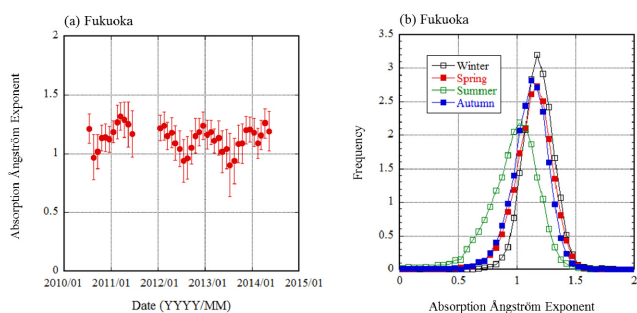 (a) Fukuoka
Absorption Ångström Exponent
2
1.5
1
0.5
0
2010/01 2011/01 2012/01 2013/01 2014/01 2015/01
Date (YYYY/MM)
(b) Fukuoka
Frequency
3.5
3
2.5
2
1.5
1
0.5
0
Winter
Spring
Summer
Autumn
0 0.5 1 1.5 2
Absorption Ångström Exponent